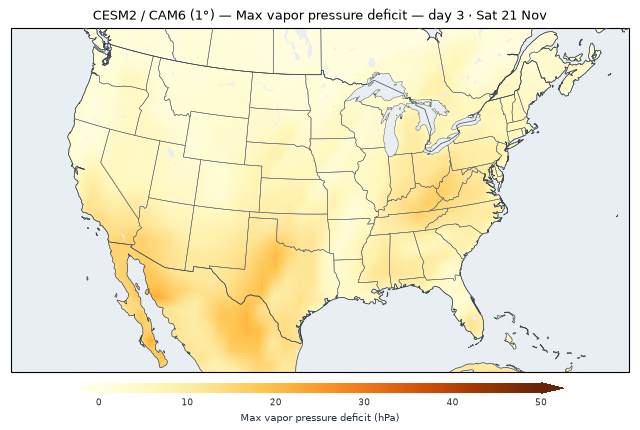 CESM2 / CAM6 (1°) — Max vapor pressure deficit — day 3 · Sat 21 Nov
0 10 20 30 40 50
Max vapor pressure deficit (hPa)